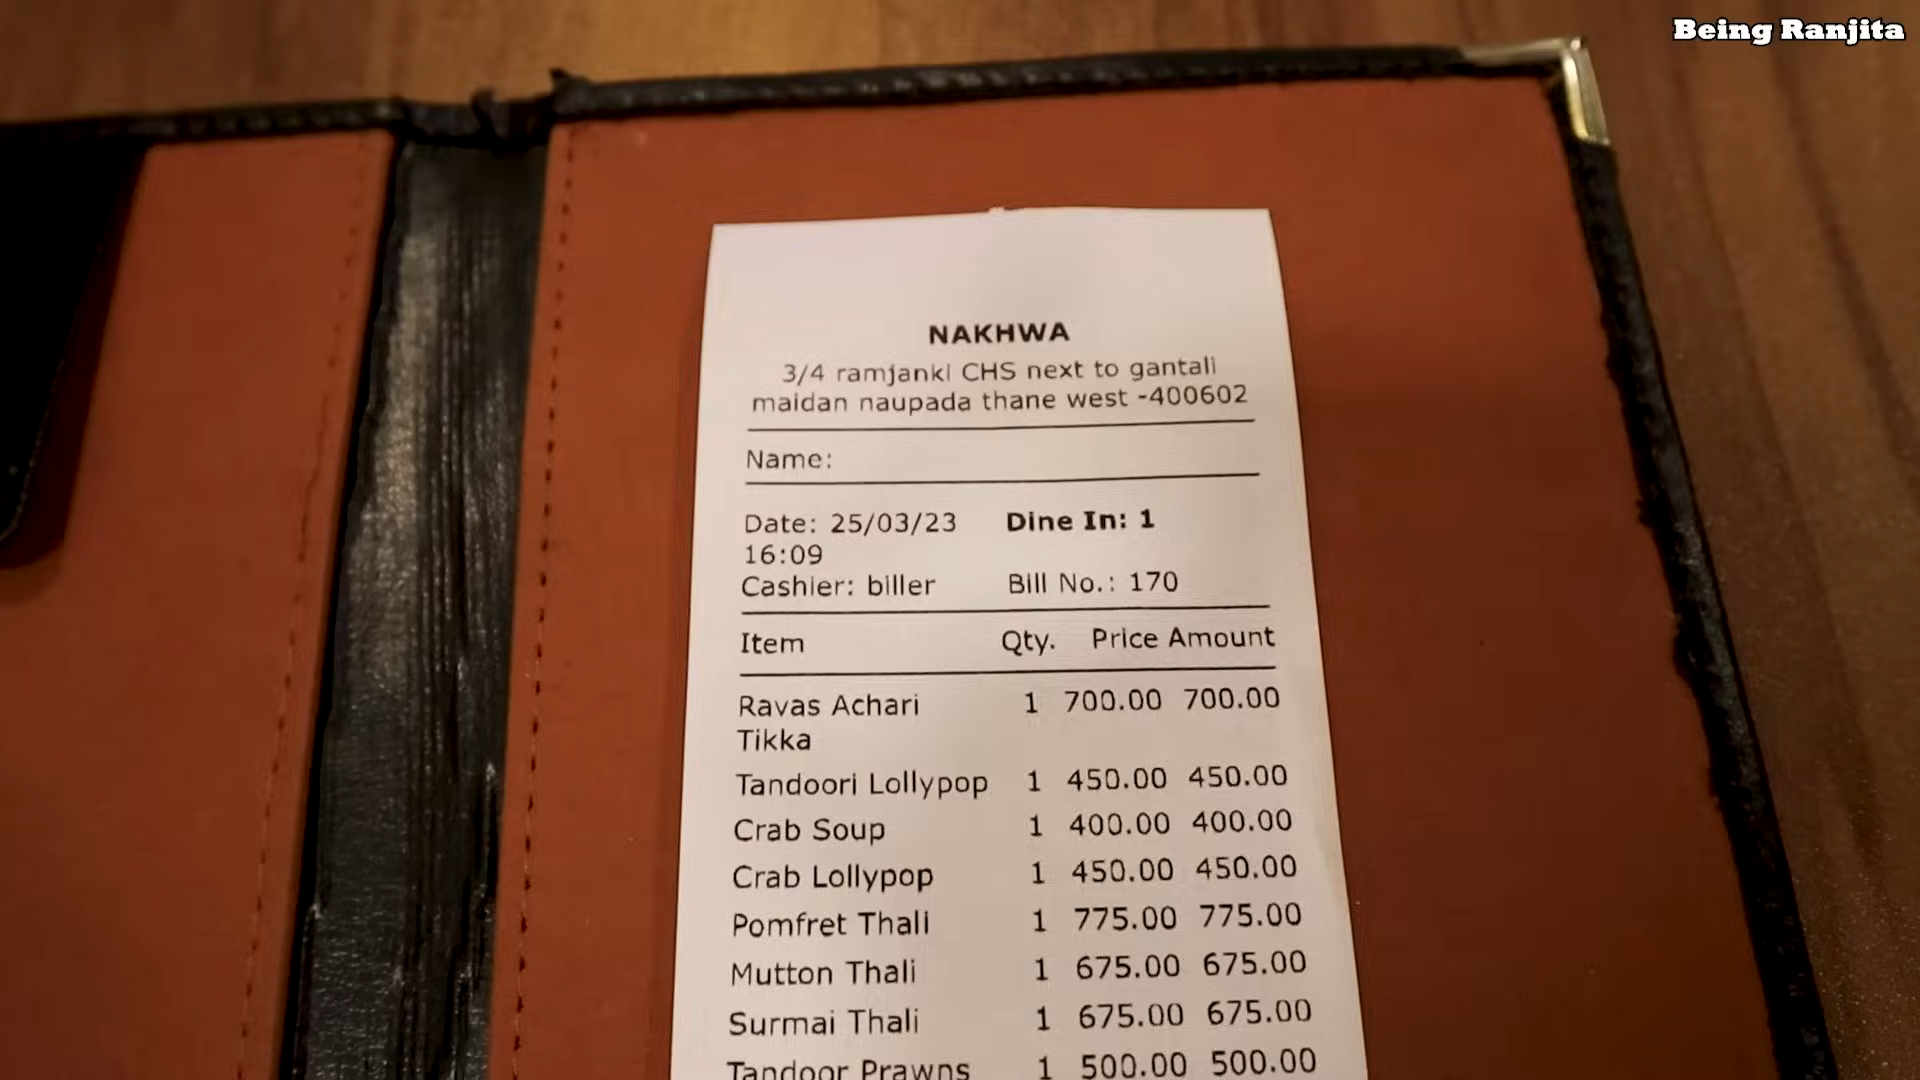 Being Ranjita
NAKHWA
3/4 ramjanki CHS next to gantali
maidan naupada thane west -400602
Name:
Date: 25/03/23 Dine In: 1
16:09
Cashier: biller Bill No.: 170
Item Qty. Price Amount
Ravas Achari 1 700.00 700.00
Tikka
Tandoori Lollypop 1 450.00 450.00
Crab Soup 1 400.00 400.00
Crab Lollypop 1 450.00 450.00
Pomfret Thali 1 775.00 775.00
Mutton Thali 1 675.00 675.00
Surmai Thali 1 675.00 675.00
Tandoor Prawns 1 500.00 500.00